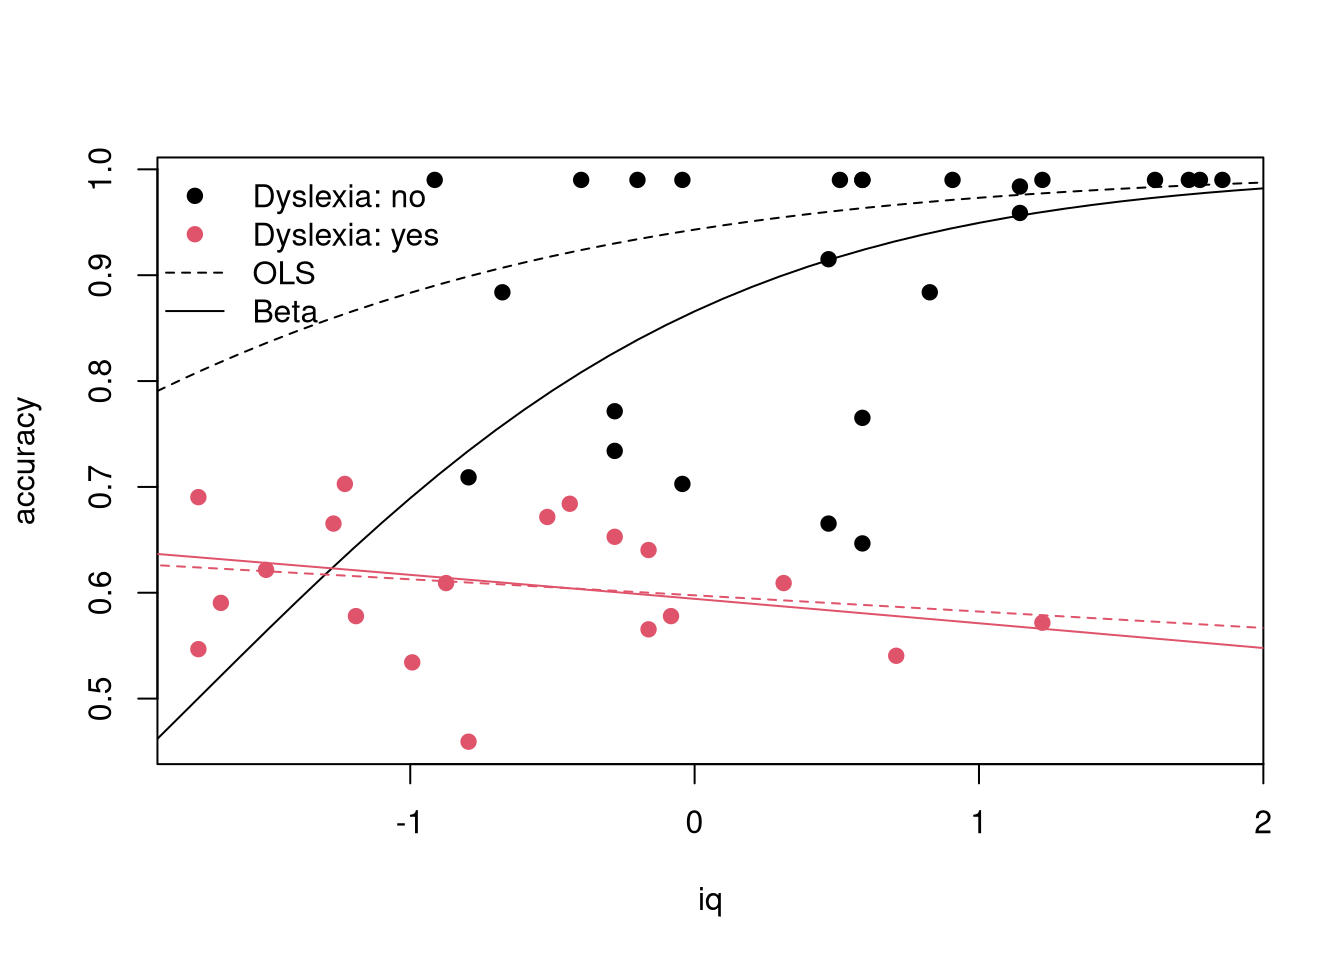 Dyslexia: no
Dyslexia: yes
OLS
Beta
accuracy
1.0
0.9
0.8
0.7
0.6
0.5
-1 0 1 2
iq